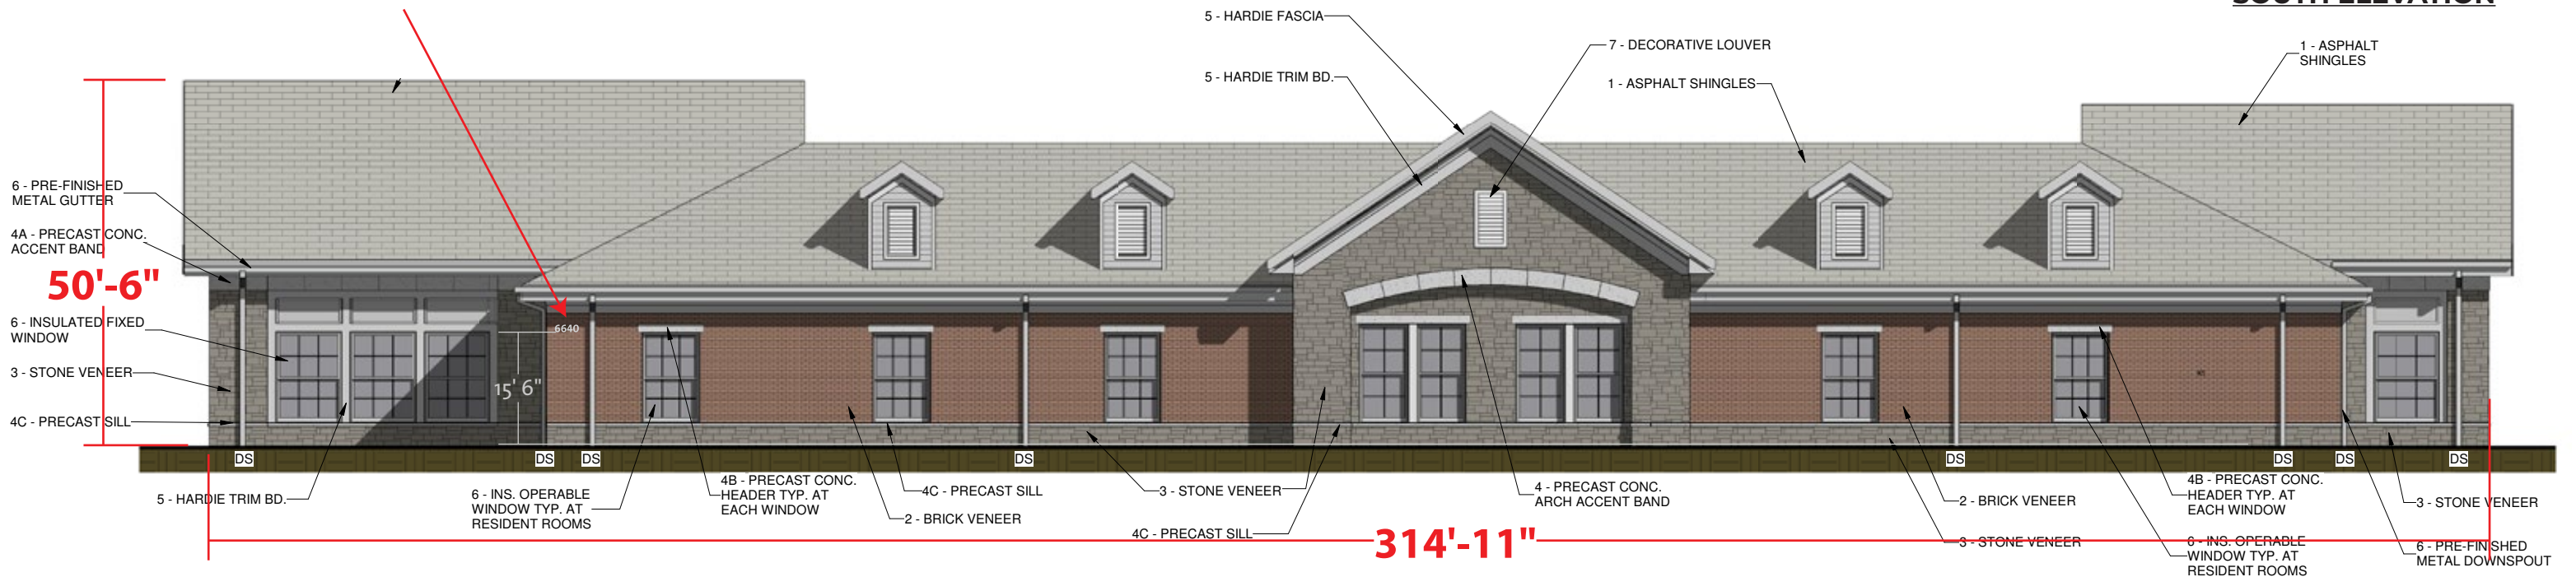 SOUTH ELEVATION
5 - HARDIE FASCIA
7 - DECORATIVE LOUVER
1 - ASPHALT
SHINGLES
5 - HARDIE TRIM BD.
1 - ASPHALT SHINGLES
6 - PRE-FINISHED
METAL GUTTER
4A - PRECAST CONC.
ACCENT BAND
50'-6"
6 - INSULATED FIXED
WINDOW
6640
3 - STONE VENEER
15' 6"
4C - PRECAST SILL
DS
DS
DS
DS
DS
DS
DS
DS
5 - HARDIE TRIM BD.
6 - INS. OPERABLE
WINDOW TYP. AT
RESIDENT ROOMS
4B - PRECAST CONC.
HEADER TYP. AT
EACH WINDOW
4C - PRECAST SILL
2 - BRICK VENEER
3 - STONE VENEER
4C - PRECAST SILL
4 - PRECAST CONC.
ARCH ACCENT BAND
314'-11"
2 - BRICK VENEER
3 - STONE VENEER
4B - PRECAST CONC.
HEADER TYP. AT
EACH WINDOW
6 - INS. OPERABLE
WINDOW TYP. AT
RESIDENT ROOMS
3 - STONE VENEER
6 - PRE-FINISHED
METAL DOWNSPOUT